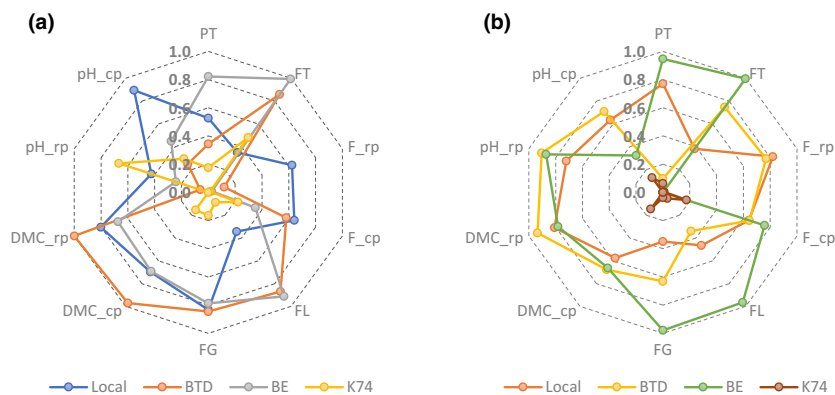 (a)
PT
FT
F_rp
F_cp
FL
FG
DMC_cp
DMC_rp
pH_rp
pH_cp
1.0
0.8
0.6
0.4
0.2
0.0
Local BTD BE K74
(b)
PT
FT
F_rp
F_cp
FL
FG
DMC_cp
DMC_rp
pH_rp
pH_cp
1.0
0.8
0.6
0.4
0.2
0.0
Local BTD BE K74